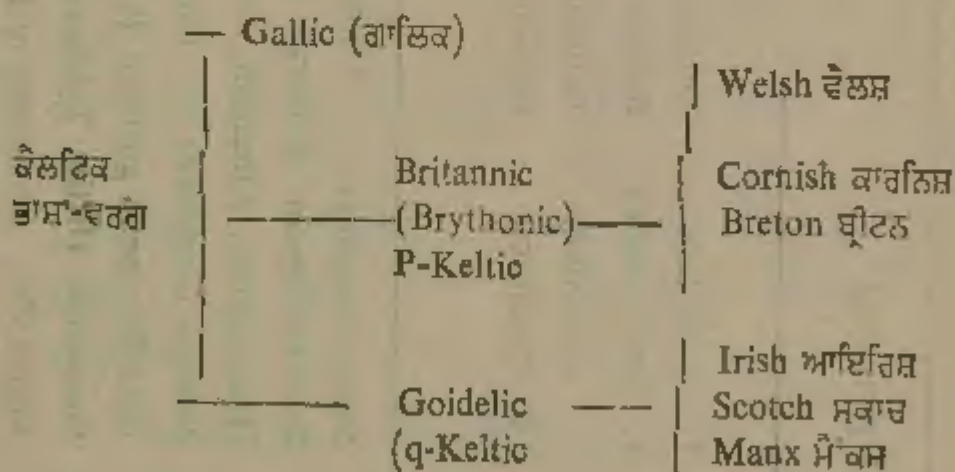 Gallic (ਗਾਲਿਕ)
ਕੈਲਟਿਕ
ਭਾਸ਼ਾ-ਵਰਗ
Britannic
(Brythonic)
P-Keltic
Welsh ਵੈਲਸ਼
Cornish ਕਾਰਨਿਸ਼
Breton ਬ੍ਰੀਟਨ
Goidelic
(q-Keltic
Irish ਆਇਰਿਸ਼
Scotch ਸਕਾਚ
Manx ਮੈਂਕਸ